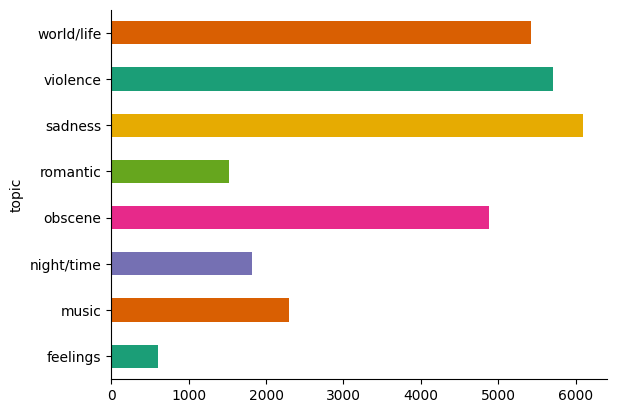 world/life
violence
sadness
romantic
obscene
night/time
music
feelings
topic
0 1000 2000 3000 4000 5000 6000